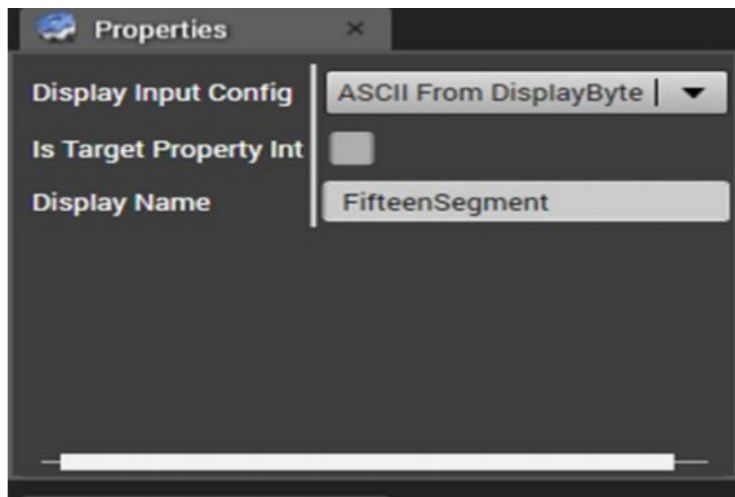 Properties
Display Input Config ASCII From DisplayByte
Is Target Property Int
Display Name FifteenSegment